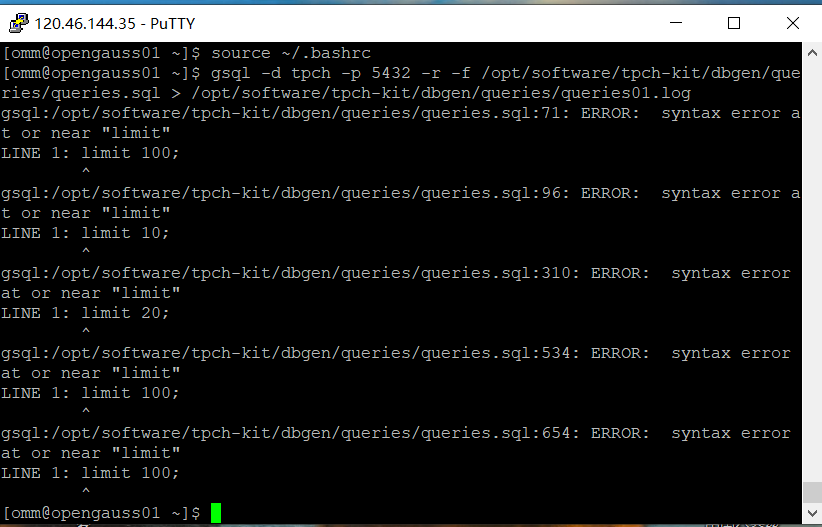 120.46.144.35 - PuTTY
[omm@opengauss01 ~]$ source ~/.bashrc
[omm@opengauss01 ~]$ gsql -d tpch -p 5432 -r -f /opt/software/tpch-kit/dbgen/que
ries/queries.sql > /opt/software/tpch-kit/dbgen/queries/queries01.log
gsql:/opt/software/tpch-kit/dbgen/queries/queries.sql:71: ERROR:  syntax error a
t or near "limit"
LINE 1: limit 100;
        ^
gsql:/opt/software/tpch-kit/dbgen/queries/queries.sql:96: ERROR:  syntax error a
t or near "limit"
LINE 1: limit 10;
        ^
gsql:/opt/software/tpch-kit/dbgen/queries/queries.sql:310: ERROR:  syntax error
at or near "limit"
LINE 1: limit 20;
        ^
gsql:/opt/software/tpch-kit/dbgen/queries/queries.sql:534: ERROR:  syntax error
at or near "limit"
LINE 1: limit 100;
        ^
gsql:/opt/software/tpch-kit/dbgen/queries/queries.sql:654: ERROR:  syntax error
at or near "limit"
LINE 1: limit 100;
        ^
[omm@opengauss01 ~]$